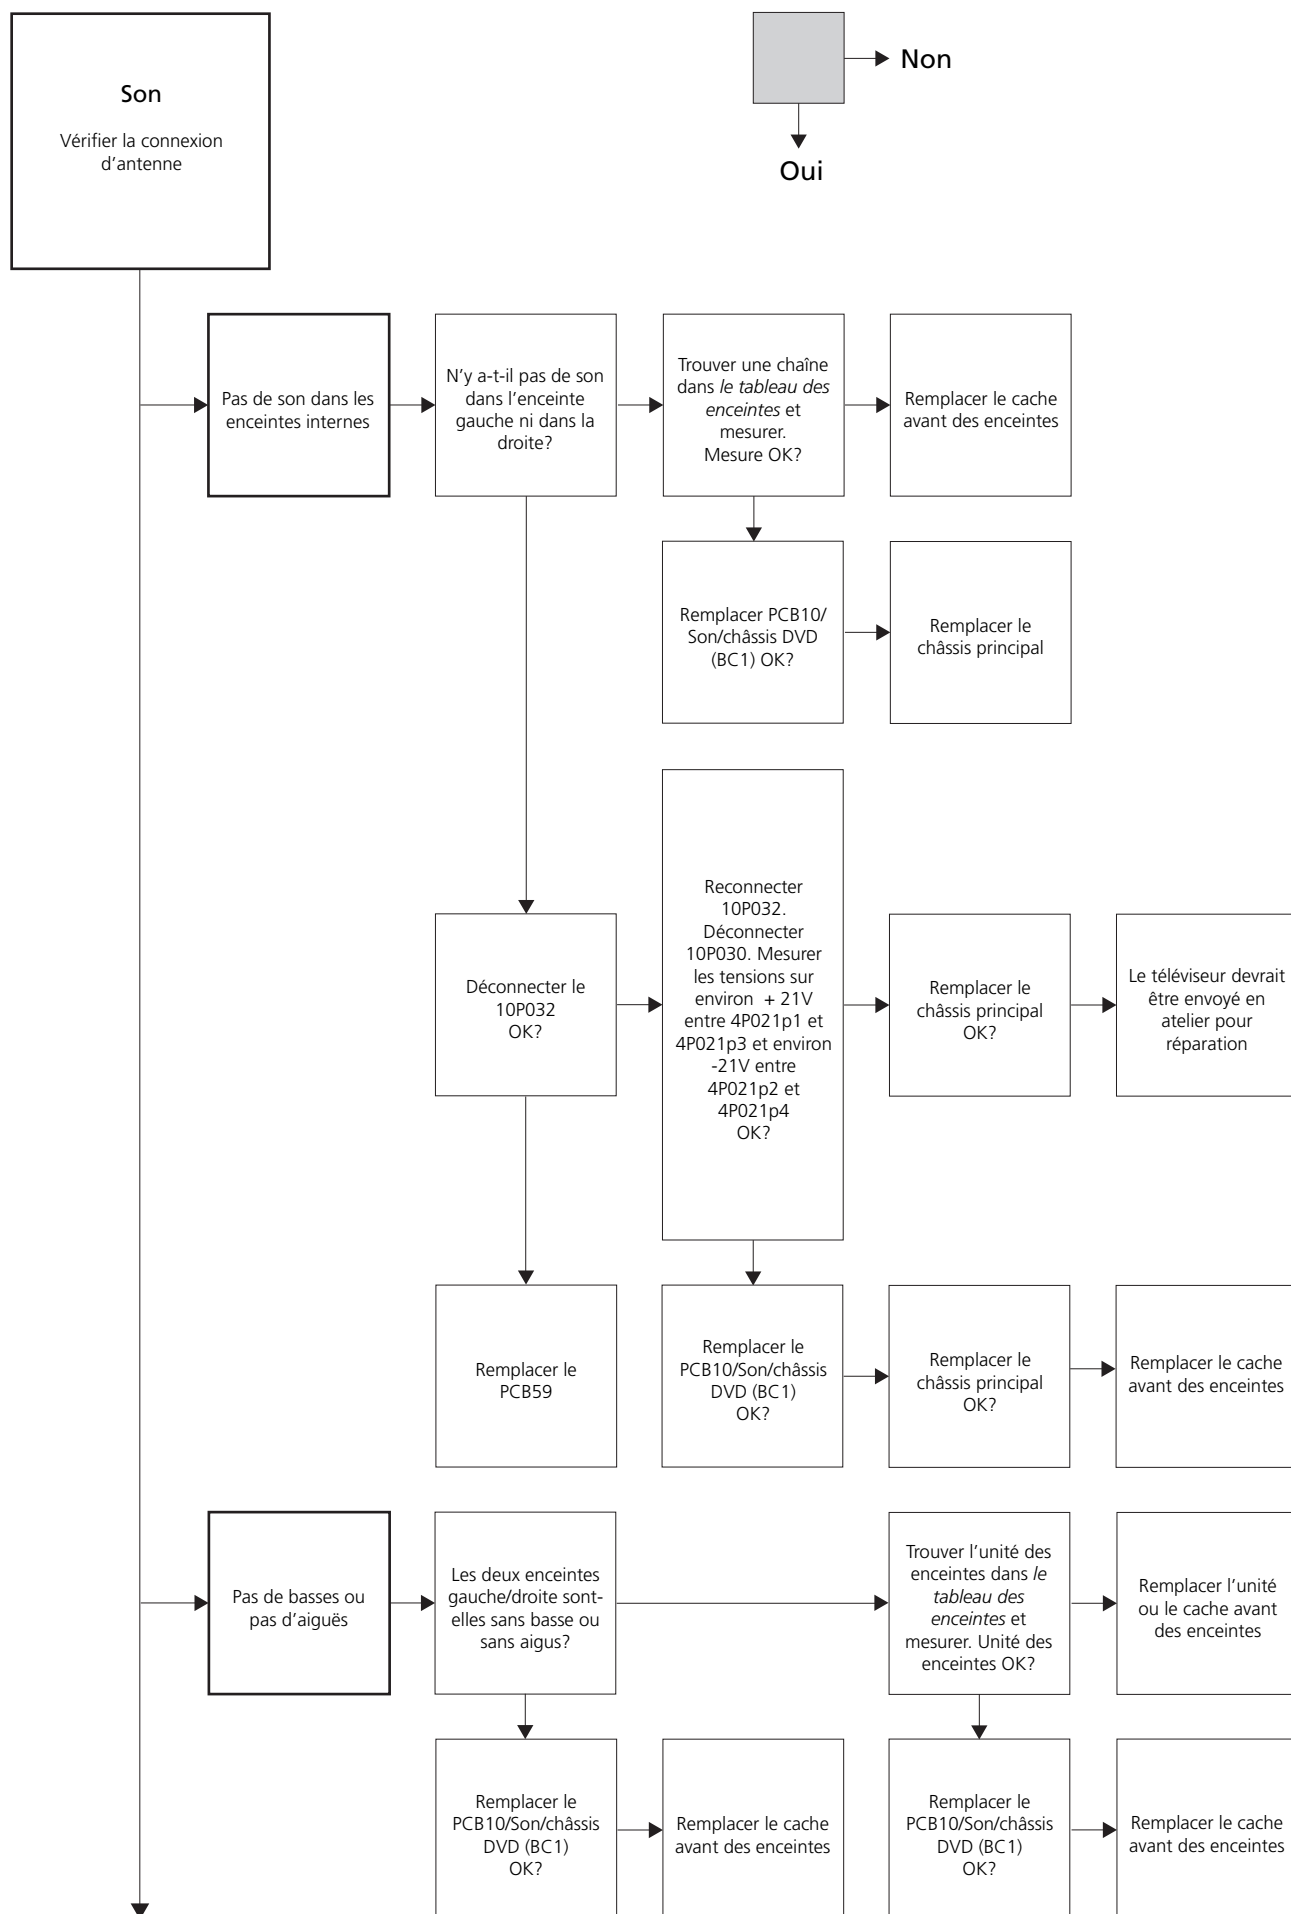 Son
Vérifier la connexion
d'antenne
Non
Oui
Pas de son dans les
enceintes internes
N'y a-t-il pas de son
dans l'enceinte
gauche ni dans la
droite?
Trouver une chaîne
dans le tableau des
enceintes et
mesurer.
Mesure OK?
Remplacer le cache
avant des enceintes
Remplacer PCB10/
Son/châssis DVD
(BC1) OK?
Remplacer le
châssis principal
Déconnecter le
10P032
OK?
Reconnecter
10P032.
Déconnecter
10P030. Mesurer
les tensions sur
environ + 21V
entre 4P021p1 et
4P021p3 et environ
-21V entre
4P021p2 et
4P021p4
OK?
Remplacer le
châssis principal
OK?
Le téléviseur devrait
être envoyé en
atelier pour
réparation
Remplacer le
PCB59
Remplacer le
PCB10/Son/châssis
DVD (BC1)
OK?
Remplacer le
châssis principal
OK?
Remplacer le cache
avant des enceintes
Pas de basses ou
pas d'aiguës
Les deux enceintes
gauche/droite sont-
elles sans basse ou
sans aigus?
Trouver l'unité des
enceintes dans le
tableau des
enceintes et
mesurer. Unité des
enceintes OK?
Remplacer l'unité
ou le cache avant
des enceintes
Remplacer le
PCB10/Son/châssis
DVD (BC1)
OK?
Remplacer le cache
avant des enceintes
Remplacer le
PCB10/Son/châssis
DVD (BC1)
OK?
Remplacer le cache
avant des enceintes